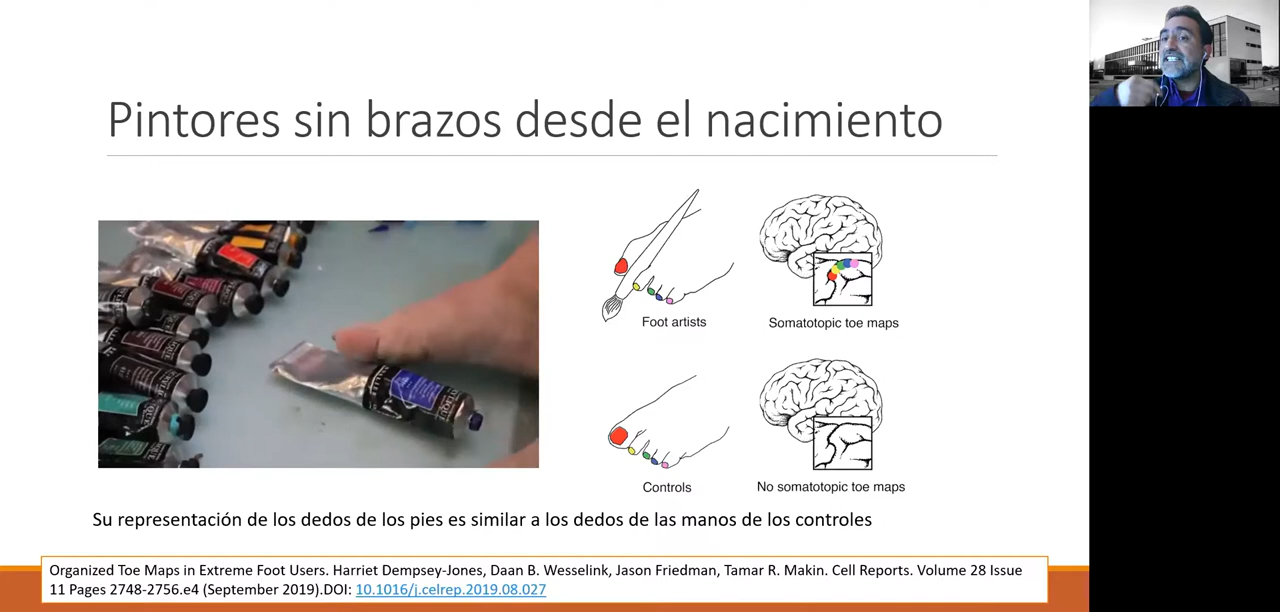 Pintores sin brazos desde el nacimiento
Foot artists
Somatotopic toe maps
Controls
No somatotopic toe maps
Su representación de los dedos de los pies es similar a los dedos de las manos de los controles
Organized Toe Maps in Extreme Foot Users. Harriet Dempsey-Jones, Daan B. Wesselink, Jason Friedman, Tamar R. Makin. Cell Reports. Volume 28 Issue
11 Pages 2748-2756.e4 (September 2019).DOI: 10.1016/j.celrep.2019.08.027